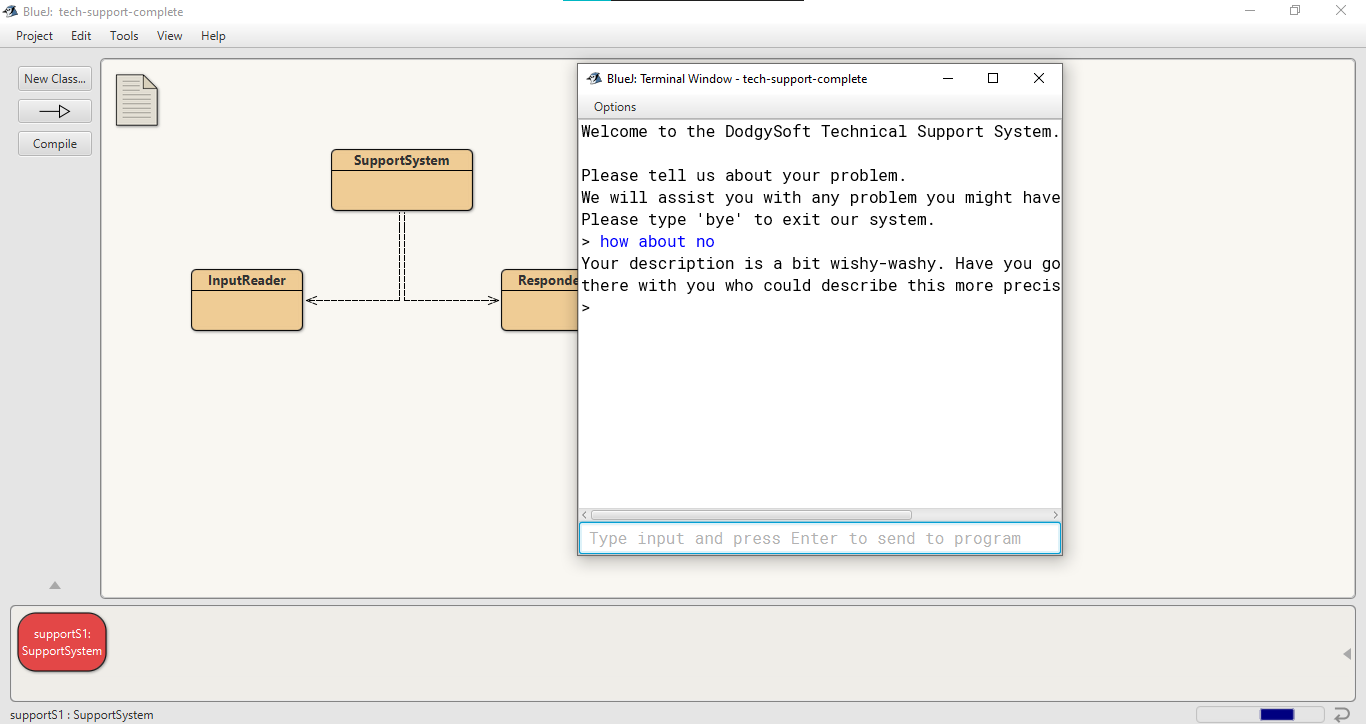 BlueJ: tech-support-complete
Project Edit Tools View Help
New Class...
Compile
SupportSystem
InputReader
Responde
BlueJ: Terminal Window - tech-support-complete
Options
Welcome to the DodgySoft Technical Support System.
Please tell us about your problem.
We will assist you with any problem you might have
Please type 'bye' to exit our system.
> how about no
Your description is a bit wishy-washy. Have you go
there with you who could describe this more precis
>
Type input and press Enter to send to program
supportS1:
SupportSystem
supportS1 : SupportSystem